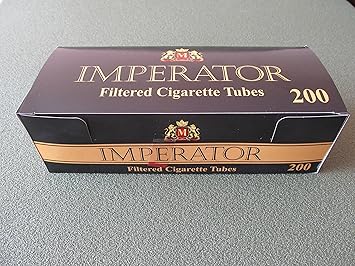 M
IMPERATOR
Filtered Cigarette Tubes
200
M
IMPERATOR
Filtered Cigarette Tubes
200